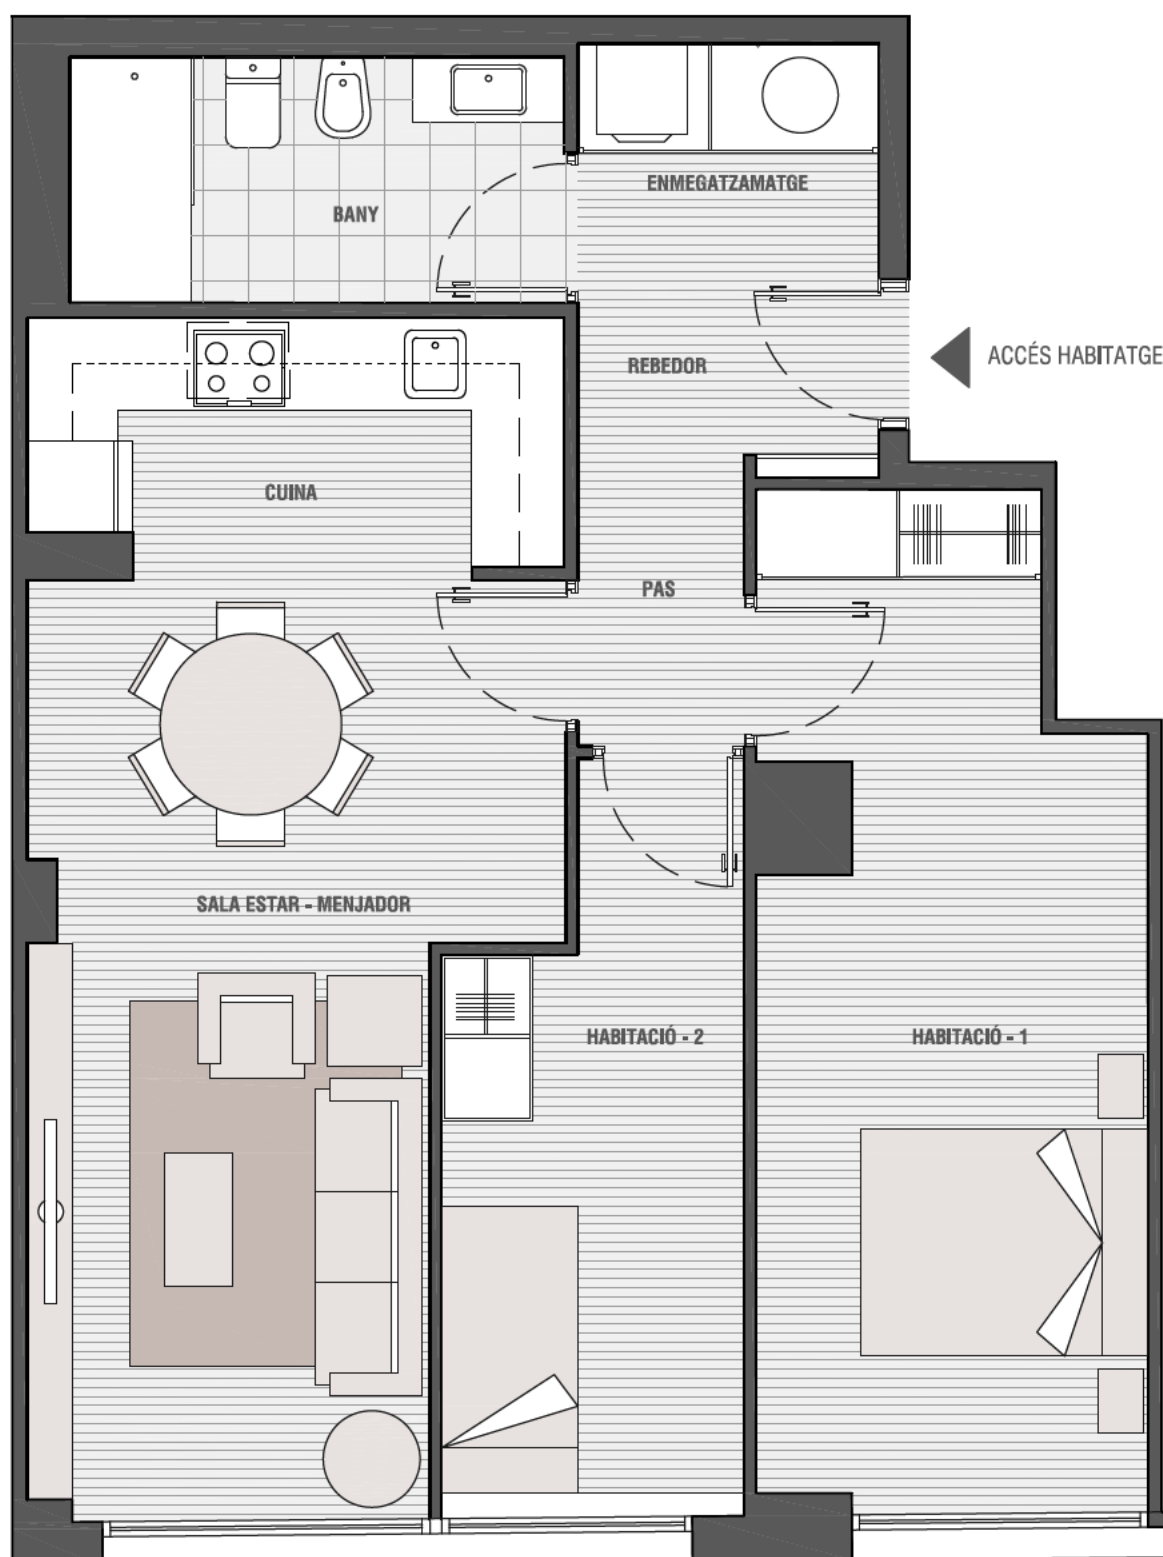 ENMEGATZAMATGE
BANY
REBEDOR
ACCÉS HABITATGE
CUINA
PAS
SALA ESTAR - MENJADOR
HABITACIÓ - 2
HABITACIÓ - 1